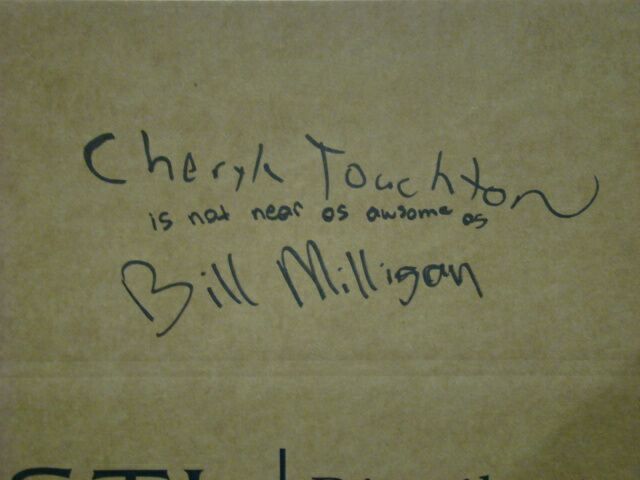 Cheryl Touchton
is not near as awsome as
Bill Milligan